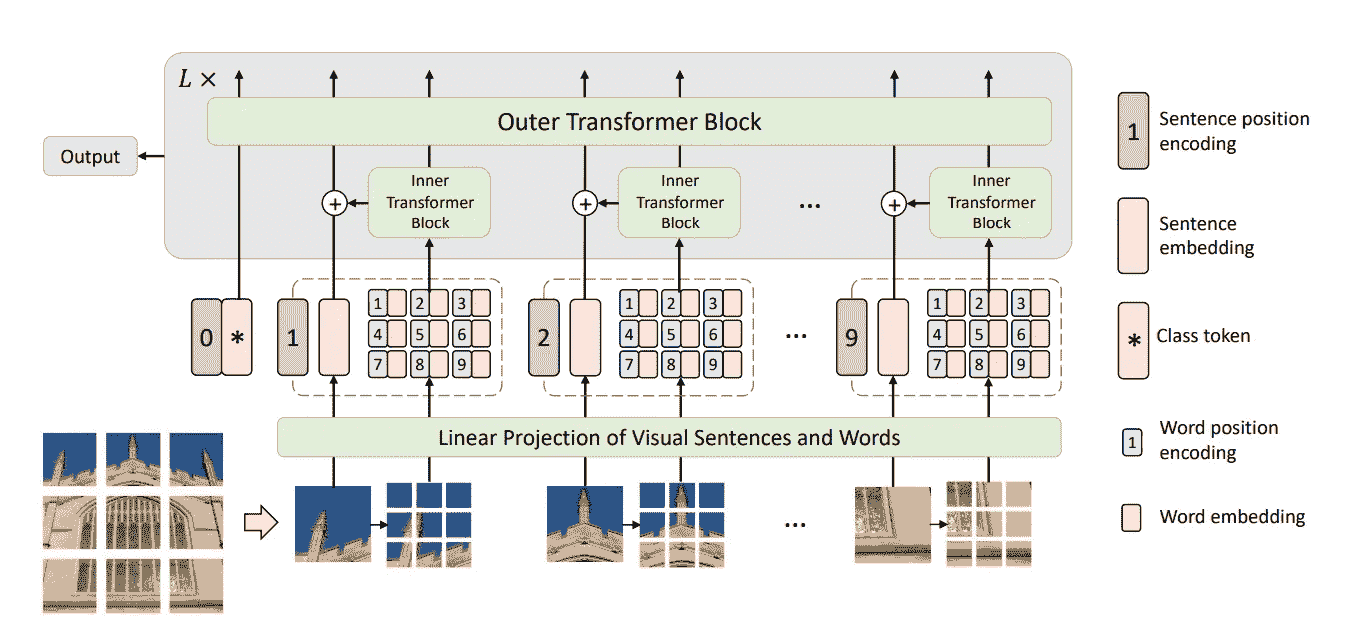 L ×
Outer Transformer Block
Output
Inner
Transformer
Block
Inner
Transformer
Block
...
Inner
Transformer
Block
0 *
1
1 2 3
4 5 6
7 8 9
2
1 2 3
4 5 6
7 8 9
...
9
1 2 3
4 5 6
7 8 9
Linear Projection of Visual Sentences and Words
...
1
Sentence position
encoding
Sentence
embedding
*
Class token
1
Word position
encoding
Word embedding